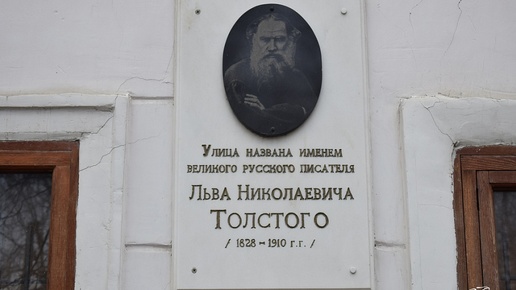 Улица названа именем
великого русского писателя
Льва Николаевича
Толстого
/ 1828 – 1910 г.г. /